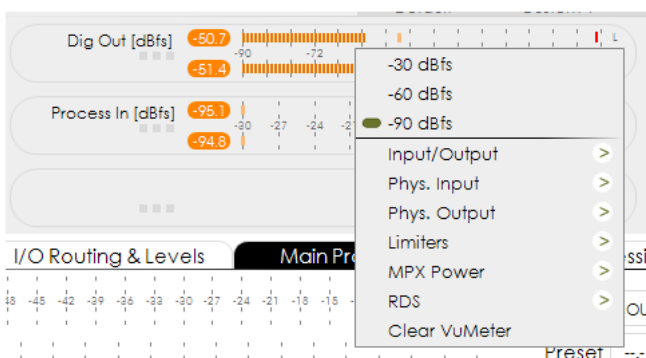 Dig Out [dBfs] -50.7
-90 -72
-51.4
Process In [dBfs] -95.1
-30 -27 -24
-94.8
L
-30 dBfs
-60 dBfs
-90 dBfs
Input/Output >
Phys. Input >
Phys. Output >
Limiters >
MPX Power >
RDS >
Clear VuMeter
I/O Routing & Levels
Main Pr
-45 -42 -39 -36 -33 -30 -27 -24 -21 -18 -15
Preset --.-